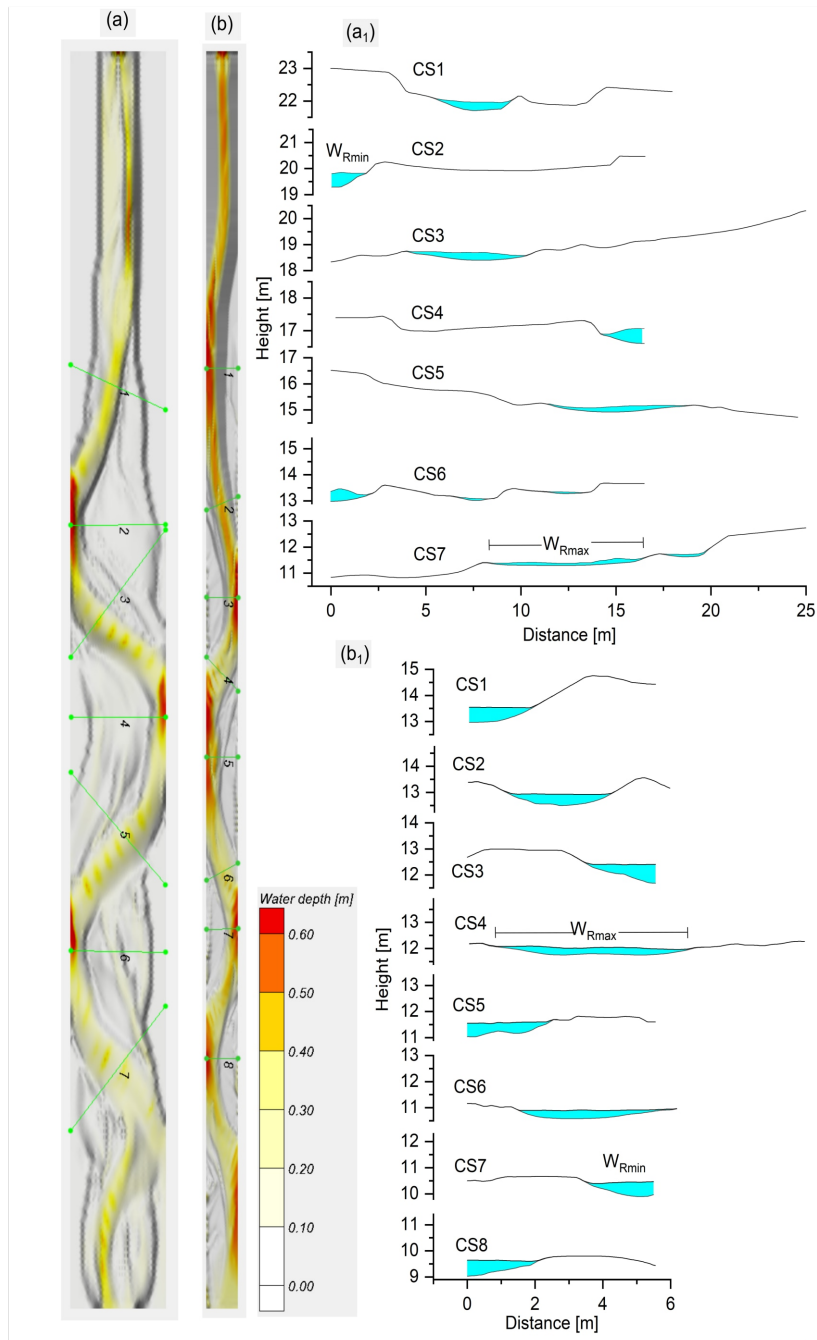 (a)
(b)
(a1)
23
22
CS1
21
20
19
WRmin
CS2
20
19
18
CS3
18
17
CS4
17
16
15
CS5
15
14
13
CS6
13
12
11
CS7
WRmax
Height [m]
0 5 10 15 20 25
Distance [m]
1
2
3
4
5
6
7
1
2
3
4
5
6
7
8
Water depth [m]
0.60
0.50
0.40
0.30
0.20
0.10
0.00
(b1)
15
14
13
CS1
14
13
CS2
14
13
12
CS3
13
12
CS4
WRmax
13
12
11
CS5
13
12
11
CS6
12
11
10
CS7
WRmin
11
10
9
CS8
Height [m]
0 2 4 6
Distance [m]